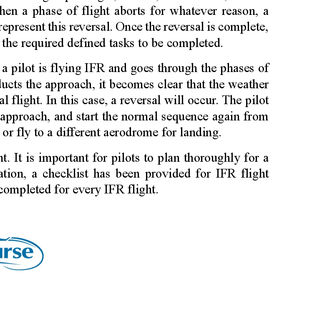 hen a phase of flight aborts for whatever reason, a
represent this reversal. Once the reversal is complete,
the required defined tasks to be completed.
a pilot is flying IFR and goes through the phases of
ducts the approach, it becomes clear that the weather
al flight. In this case, a reversal will occur. The pilot
approach, and start the normal sequence again from
or fly to a different aerodrome for landing.
nt. It is important for pilots to plan thoroughly for a
ation, a checklist has been provided for IFR flight
completed for every IFR flight.
urse